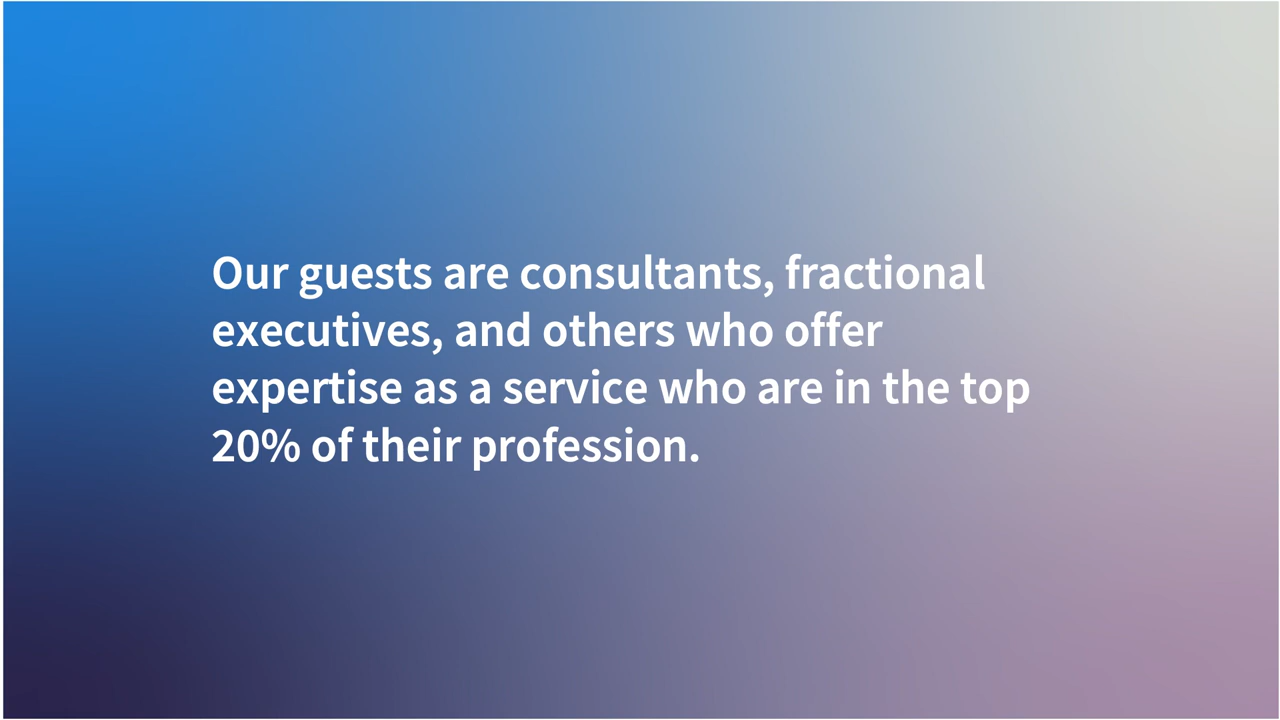 Our guests are consultants, fractional
executives, and others who offer
expertise as a service who are in the top
20% of their profession.